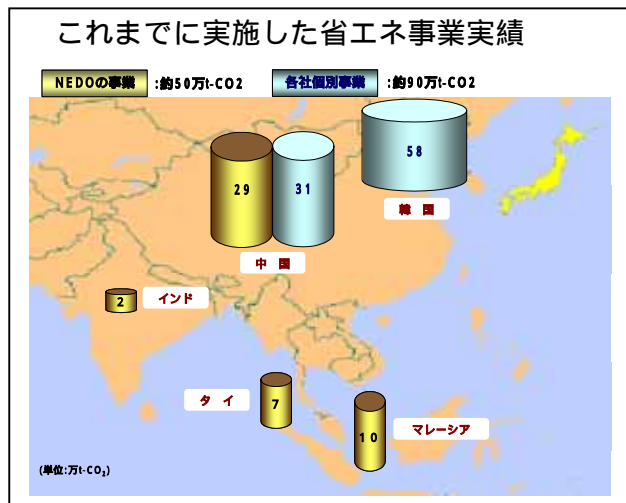 これまでに実施した省エネ事業実績
NEDOの事業 :約50万t-CO2 各社個別事業 :約90万t-CO2
58
29 31
韓 国
中 国
2 インド
タ イ 7
10 マレーシア
(単位:万t-CO₂)